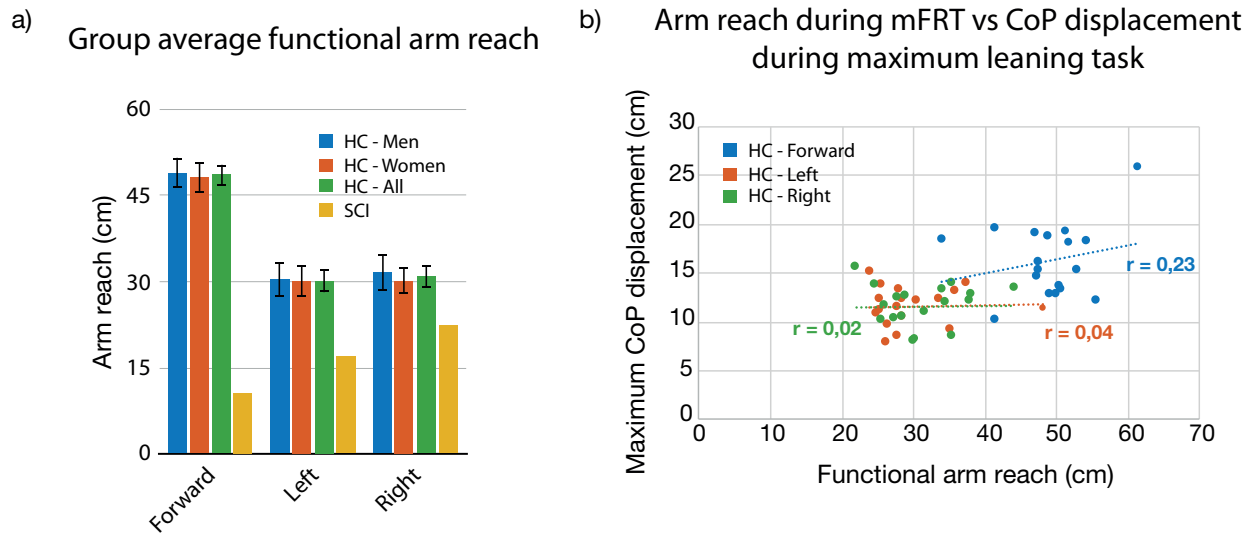 a)
Group average functional arm reach
60
45
30
15
0
Arm reach (cm)
HC - Men
HC - Women
HC - All
SCI
Forward
Left
Right
b)
Arm reach during mFRT vs CoP displacement
during maximum leaning task
30
25
20
15
10
5
0
Maximum CoP displacement (cm)
HC - Forward
HC - Left
HC - Right
r = 0,23
r = 0,02
r = 0,04
0 10 20 30 40 50 60 70
Functional arm reach (cm)